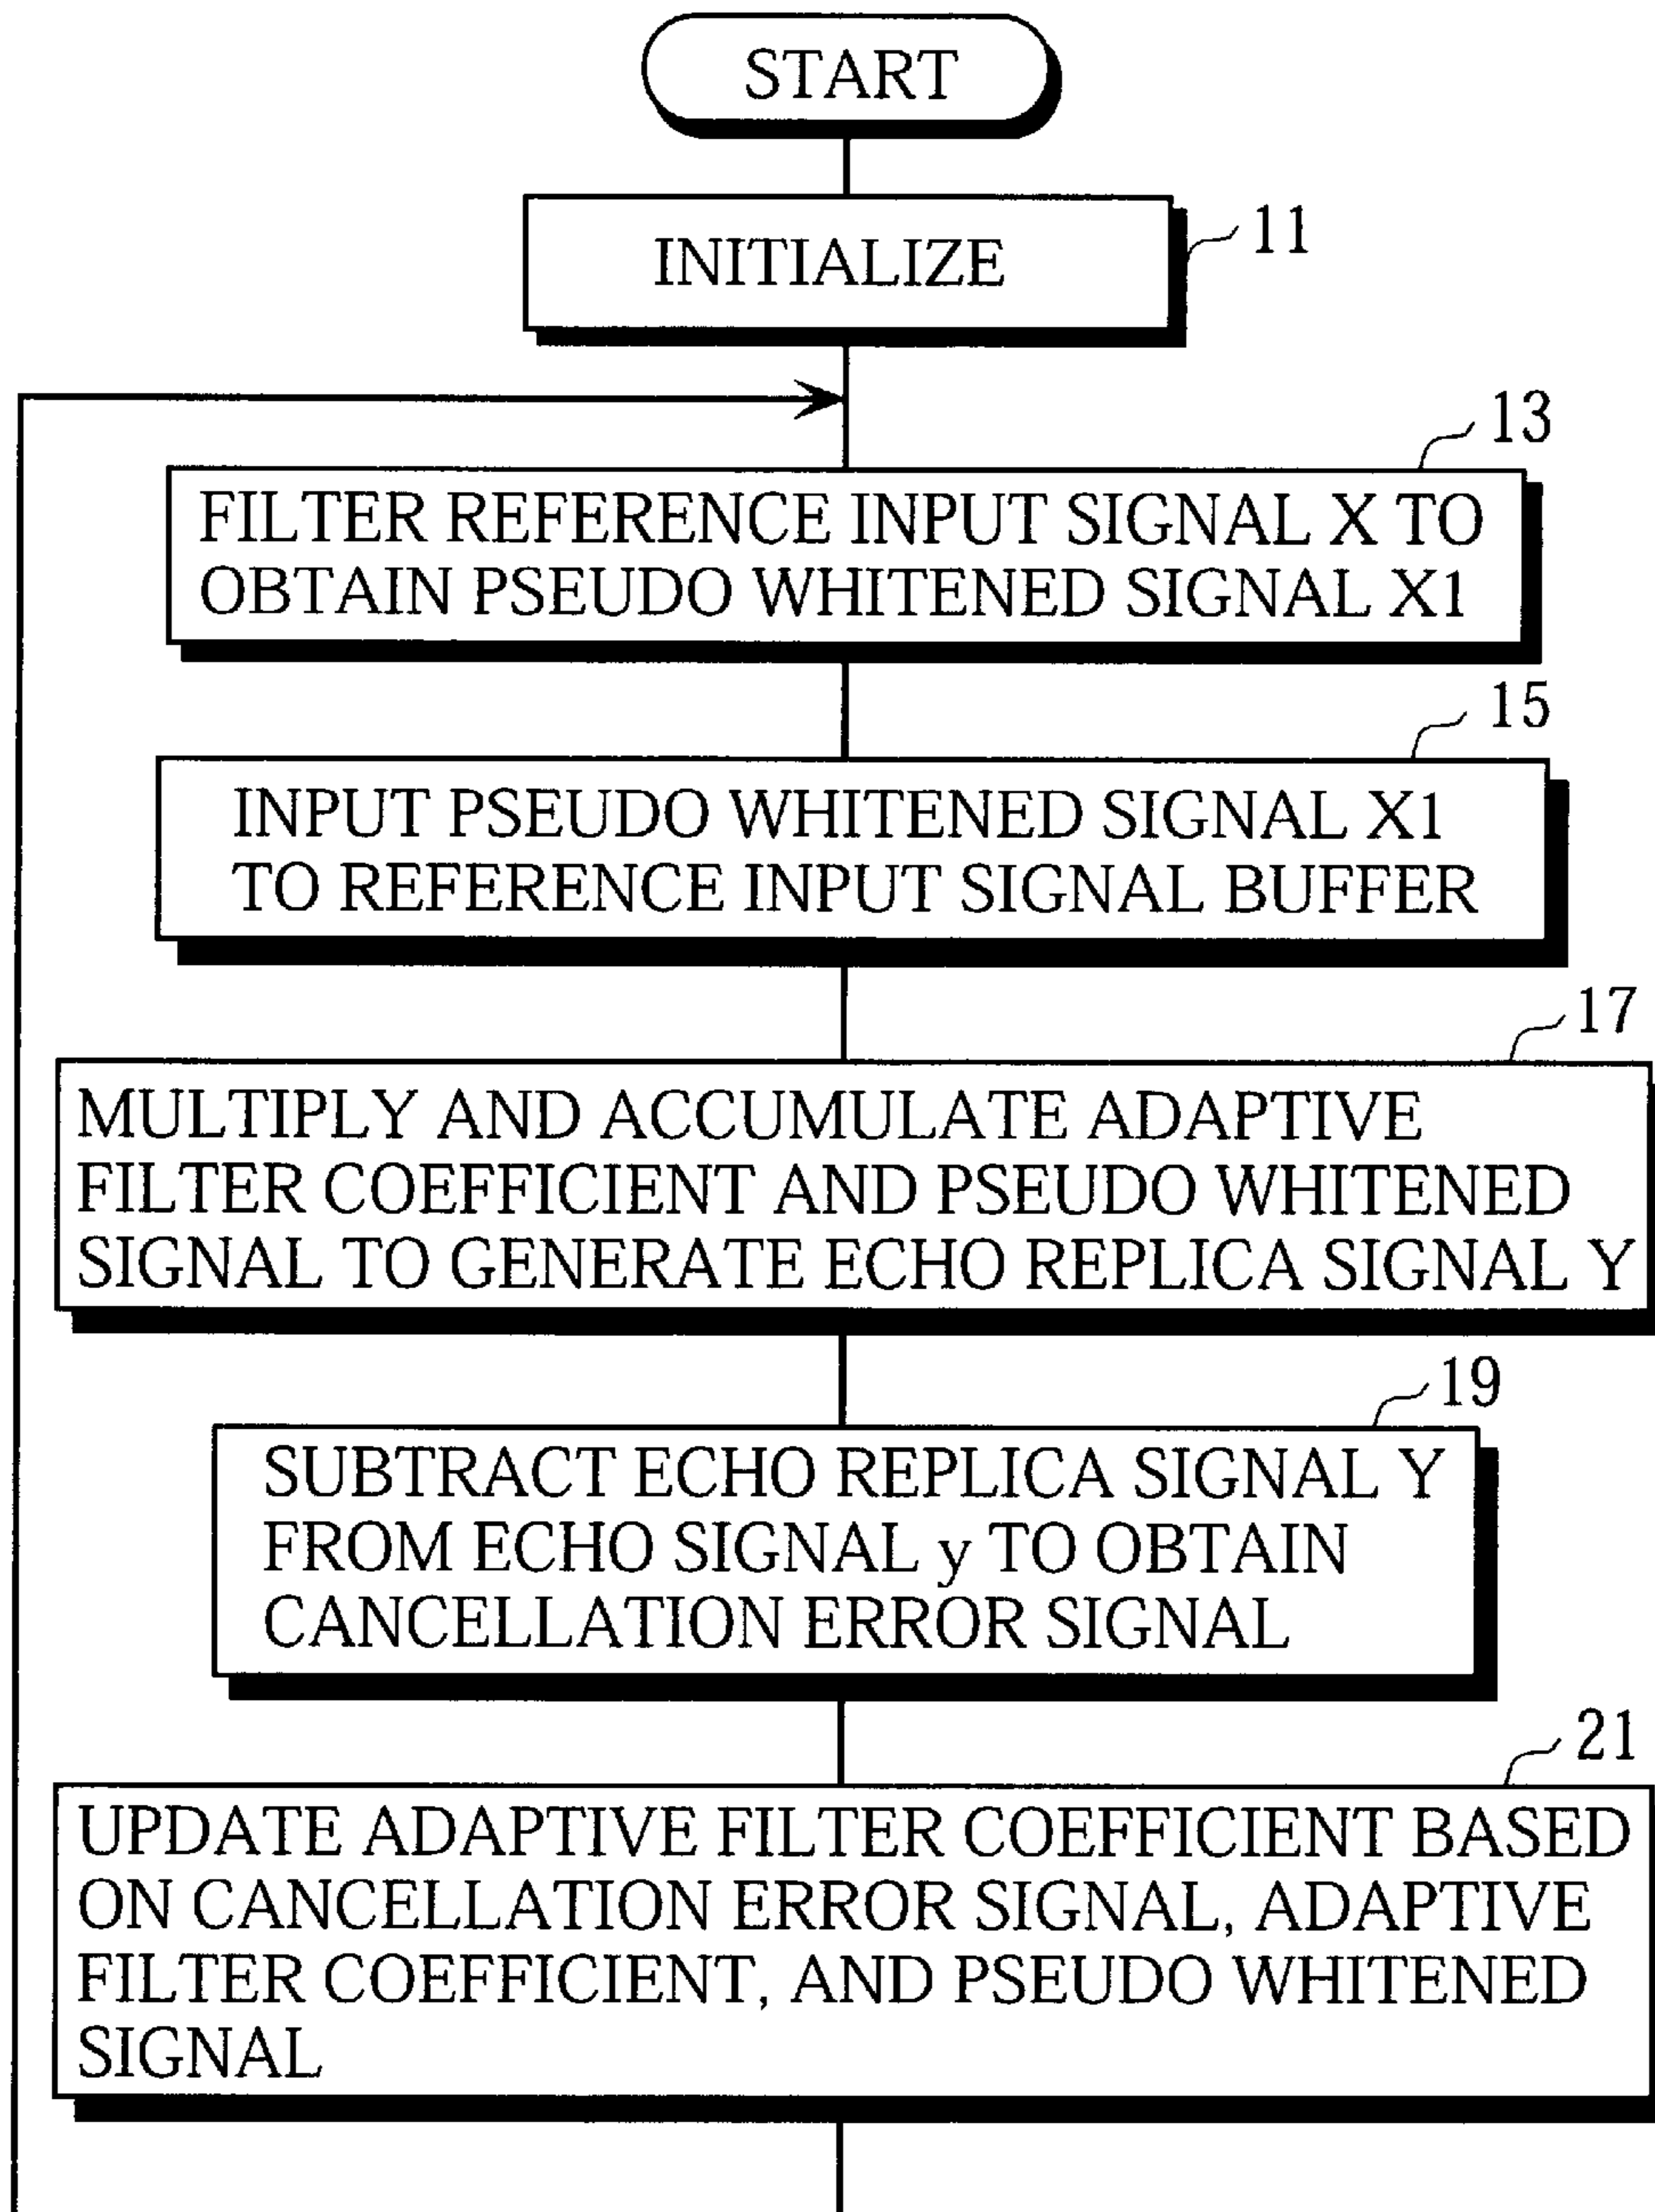 START
INITIALIZE
11
13
FILTER REFERENCE INPUT SIGNAL X TO
OBTAIN PSEUDO WHITENED SIGNAL X1
15
INPUT PSEUDO WHITENED SIGNAL X1
TO REFERENCE INPUT SIGNAL BUFFER
17
MULTIPLY AND ACCUMULATE ADAPTIVE
FILTER COEFFICIENT AND PSEUDO WHITENED
SIGNAL TO GENERATE ECHO REPLICA SIGNAL Y
19
SUBTRACT ECHO REPLICA SIGNAL Y
FROM ECHO SIGNAL y TO OBTAIN
CANCELLATION ERROR SIGNAL
21
UPDATE ADAPTIVE FILTER COEFFICIENT BASED
ON CANCELLATION ERROR SIGNAL, ADAPTIVE
FILTER COEFFICIENT, AND PSEUDO WHITENED
SIGNAL